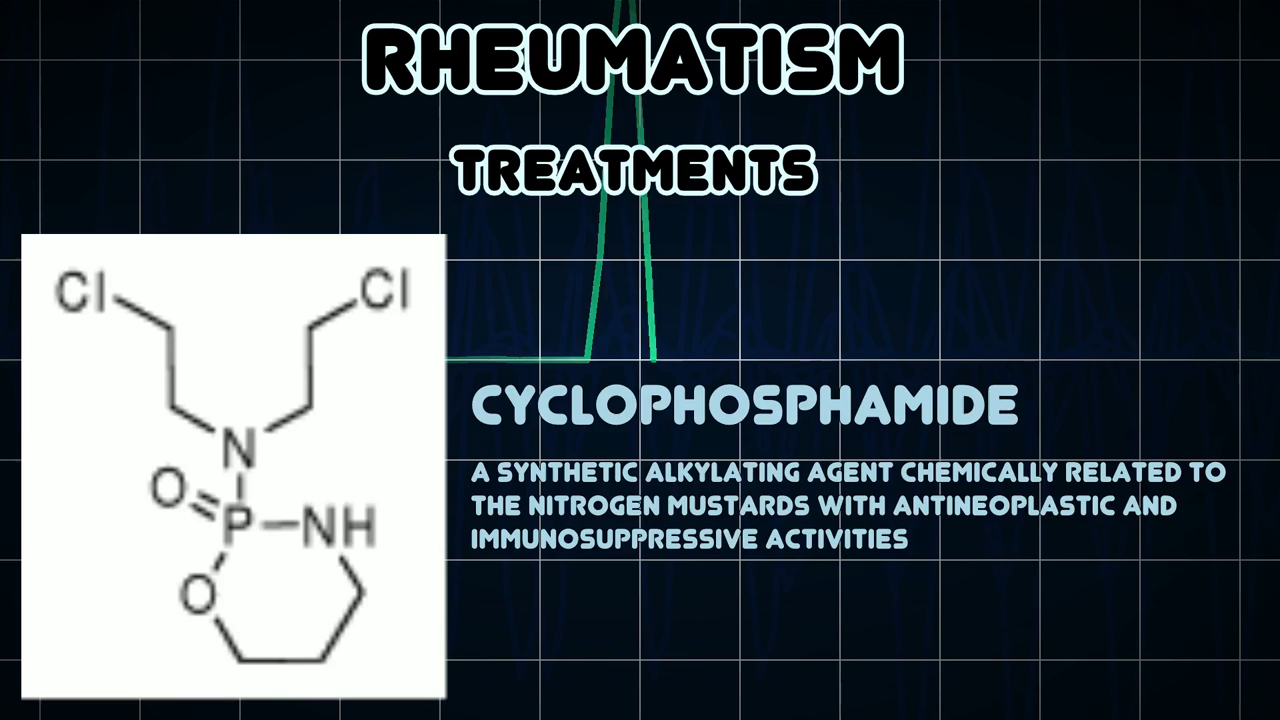 RHEUMATISM
TREATMENTS
Cl
Cl
N
O
P
NH
O
CYCLOPHOSPHAMIDE
A SYNTHETIC ALKYLATING AGENT CHEMICALLY RELATED TO
THE NITROGEN MUSTARDS WITH ANTINEOPLASTIC AND
IMMUNOSUPPRESSIVE ACTIVITIES